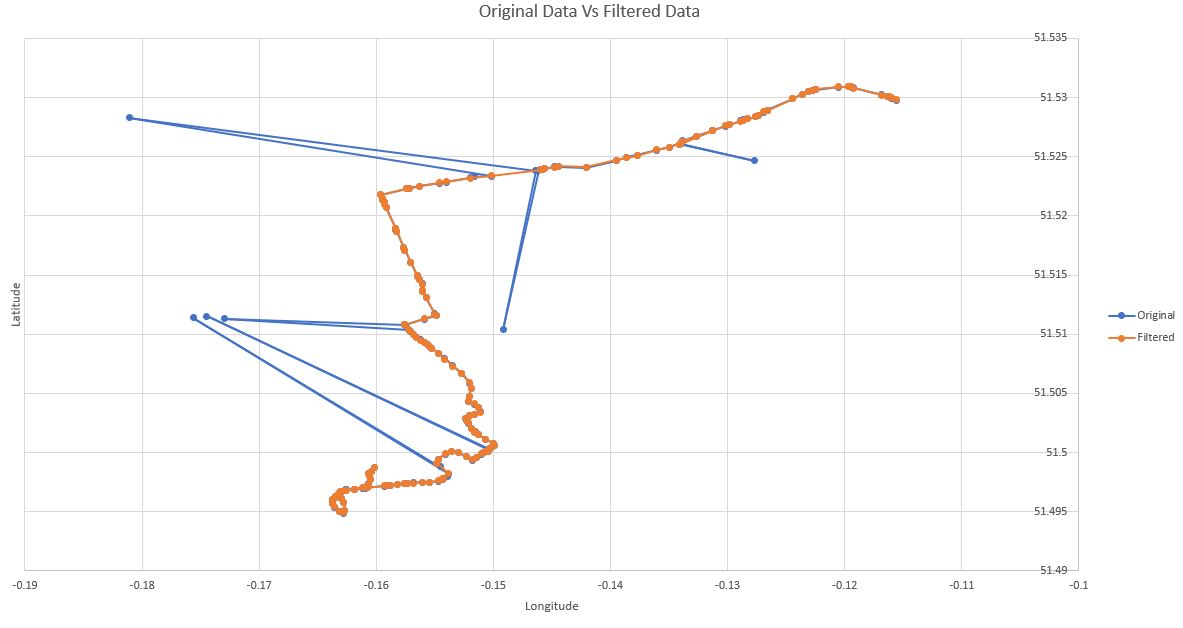 Original Data Vs Filtered Data
51.535
51.53
51.525
51.52
51.515
51.51
51.505
51.5
51.495
51.49
Latitude
Original
Filtered
-0.19 -0.18 -0.17 -0.16 -0.15 -0.14 -0.13 -0.12 -0.11 -0.1
Longitude